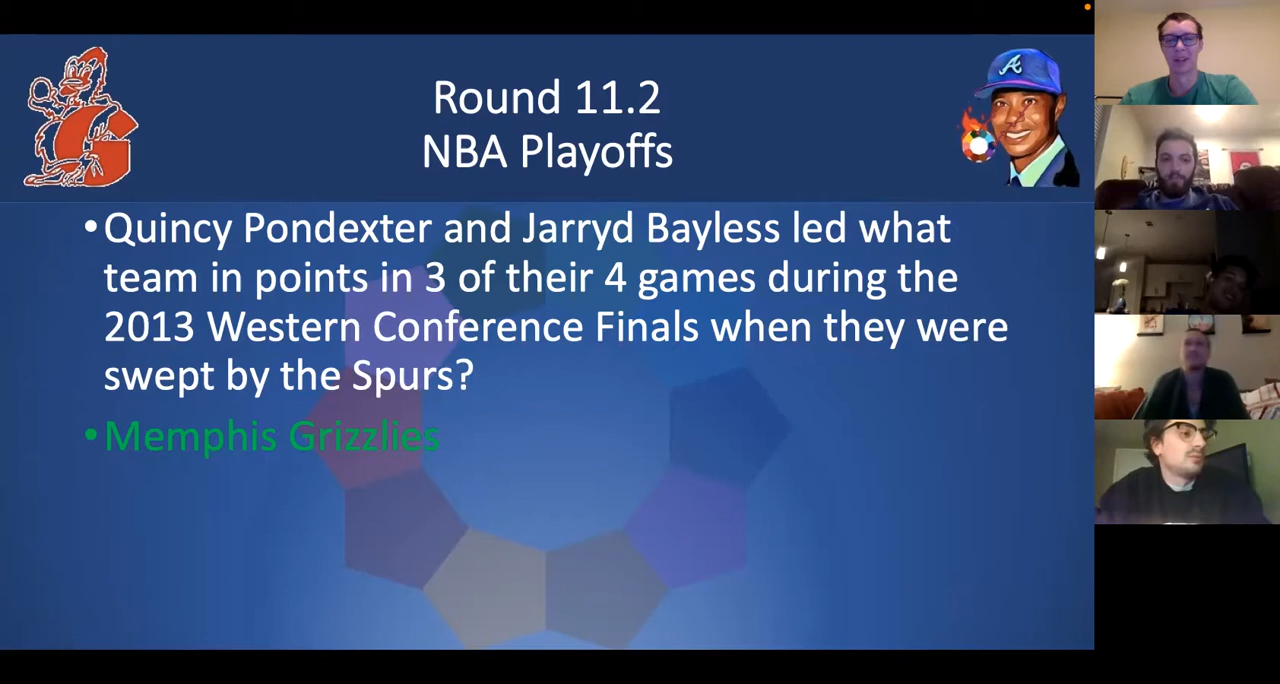 Round 11.2
NBA Playoffs
•Quincy Pondexter and Jarryd Bayless led what
team in points in 3 of their 4 games during the
2013 Western Conference Finals when they were
swept by the Spurs?
•Memphis Grizzlies
G
A